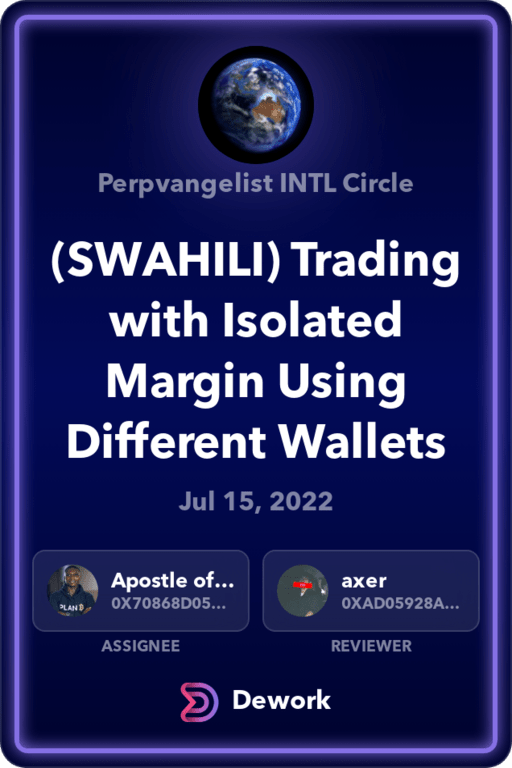 Perpvangelist INTL Circle
(SWAHILI) Trading
with Isolated
Margin Using
Different Wallets
Jul 15, 2022
Apostle of...
0X70868D05...
ASSIGNEE
axer
0XAD05928A...
REVIEWER
PLAN
Dework